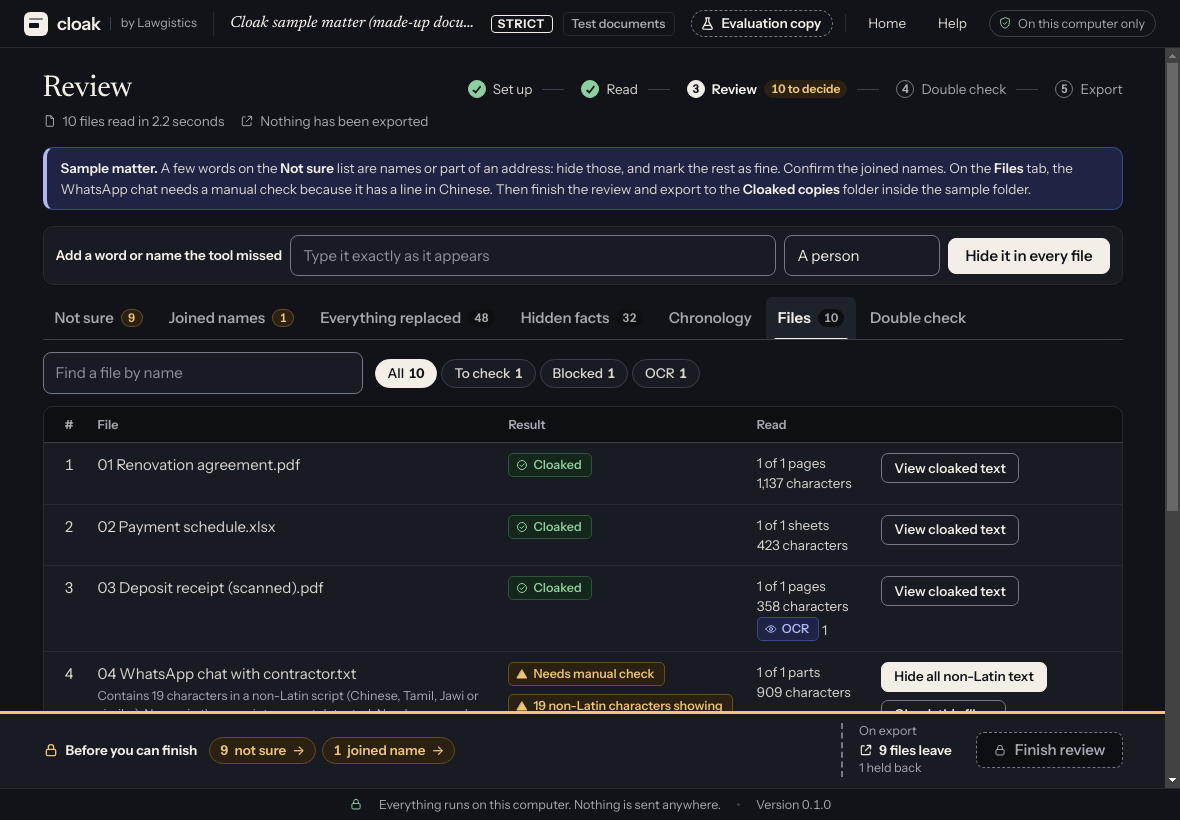 cloak by Lawgistics Cloak sample matter (made-up docu... STRICT Test documents Evaluation copy Home Help On this computer only
Review
Set up Read 3 Review 10 to decide 4 Double check 5 Export
10 files read in 2.2 seconds Nothing has been exported
Sample matter. A few words on the Not sure list are names or part of an address: hide those, and mark the rest as fine. Confirm the joined names. On the Files tab, the
WhatsApp chat needs a manual check because it has a line in Chinese. Then finish the review and export to the Cloaked copies folder inside the sample folder.
Add a word or name the tool missed Type it exactly as it appears A person Hide it in every file
Not sure 9 Joined names 1 Everything replaced 48 Hidden facts 32 Chronology Files 10 Double check
Find a file by name All 10 To check 1 Blocked 1 OCR 1
# File Result Read
1 01 Renovation agreement.pdf Cloaked 1 of 1 pages View cloaked text
1,137 characters
2 02 Payment schedule.xlsx Cloaked 1 of 1 sheets View cloaked text
423 characters
3 03 Deposit receipt (scanned).pdf Cloaked 1 of 1 pages View cloaked text
358 characters
OCR 1
4 04 WhatsApp chat with contractor.txt Needs manual check 1 of 1 parts Hide all non-Latin text
Contains 19 characters in a non-Latin script (Chinese, Tamil, Jawi or 909 characters
19 non-Latin characters showing
Before you can finish 9 not sure → 1 joined name →
On export
9 files leave
1 held back
Finish review
Everything runs on this computer. Nothing is sent anywhere. • Version 0.1.0